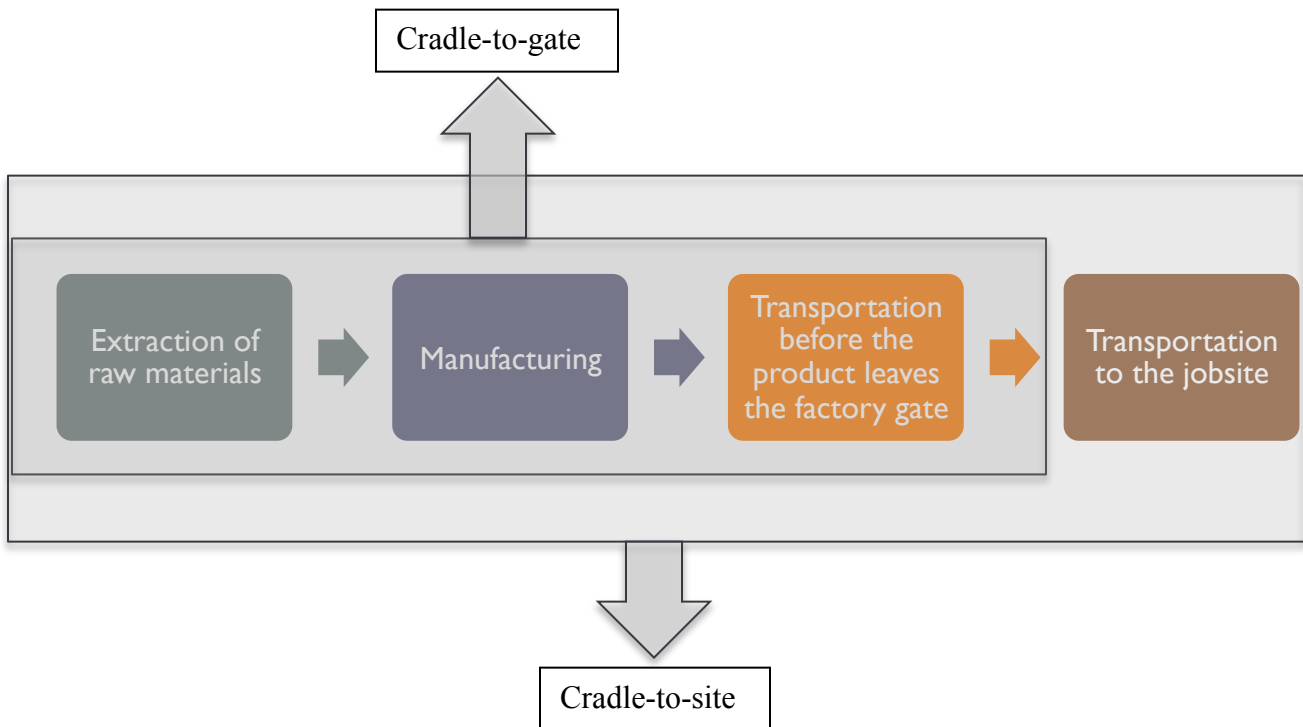 Cradle-to-gate
Extraction of
raw materials
Manufacturing
Transportation
before the
product leaves
the factory gate
Transportation
to the jobsite
Cradle-to-site